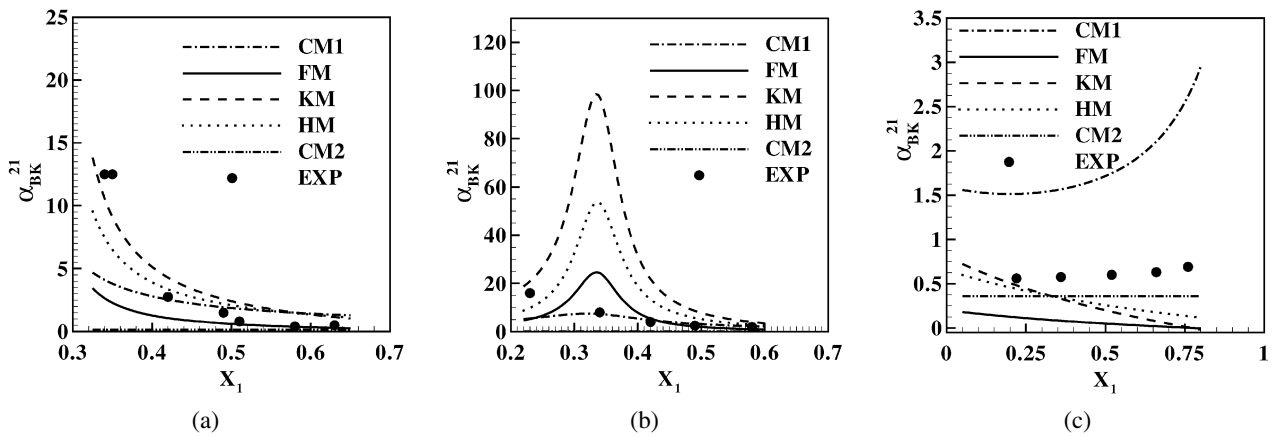 25
20
15
10
5
0
0.3 0.4 0.5 0.6 0.7
α_BK^21
X_1
CM1
FM
KM
HM
CM2
EXP
(a)
120
100
80
60
40
20
0
0.2 0.3 0.4 0.5 0.6 0.7
α_BK^21
X_1
CM1
FM
KM
HM
CM2
EXP
(b)
3.5
3
2.5
2
1.5
1
0.5
0
0 0.25 0.5 0.75 1
α_BK^21
X_1
CM1
FM
KM
HM
CM2
EXP
(c)